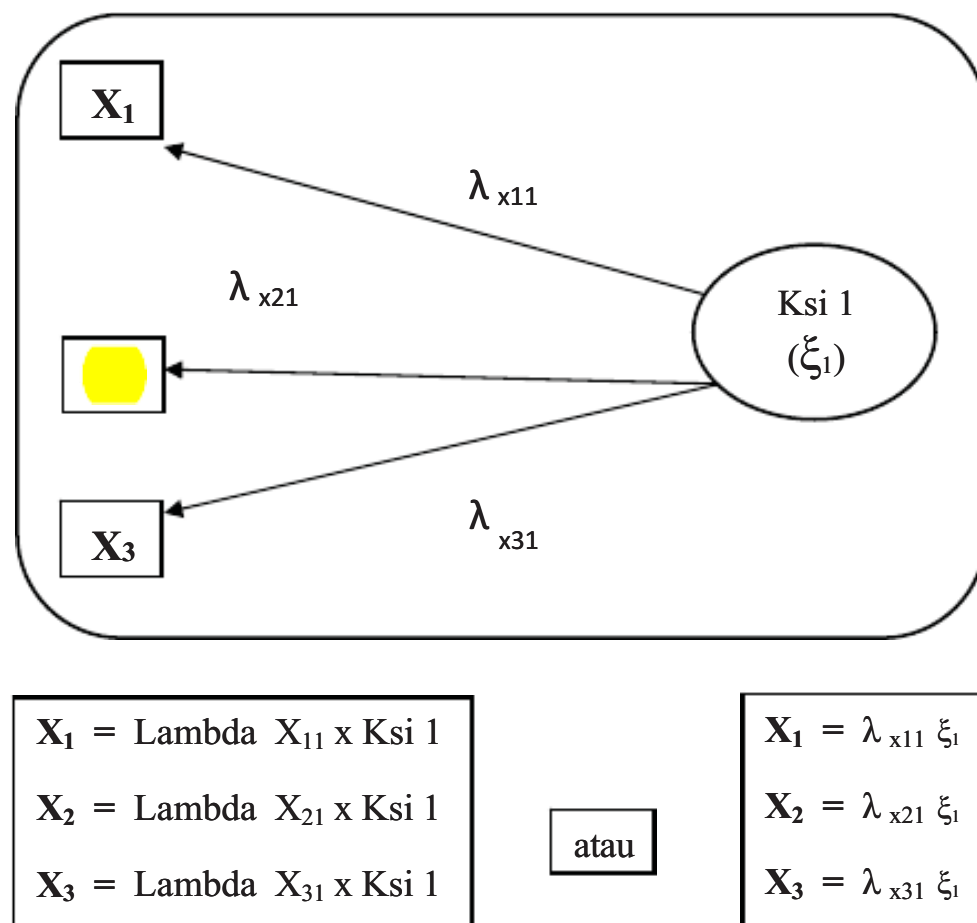 X₁
λ x11
λ x21
Ksi 1
(ξ₁)
X₃
λ x31
X₁ = Lambda X₁₁ x Ksi 1
X₂ = Lambda X₂₁ x Ksi 1
X₃ = Lambda X₃₁ x Ksi 1
atau
X₁ = λ x11 ξ₁
X₂ = λ x21 ξ₁
X₃ = λ x31 ξ₁